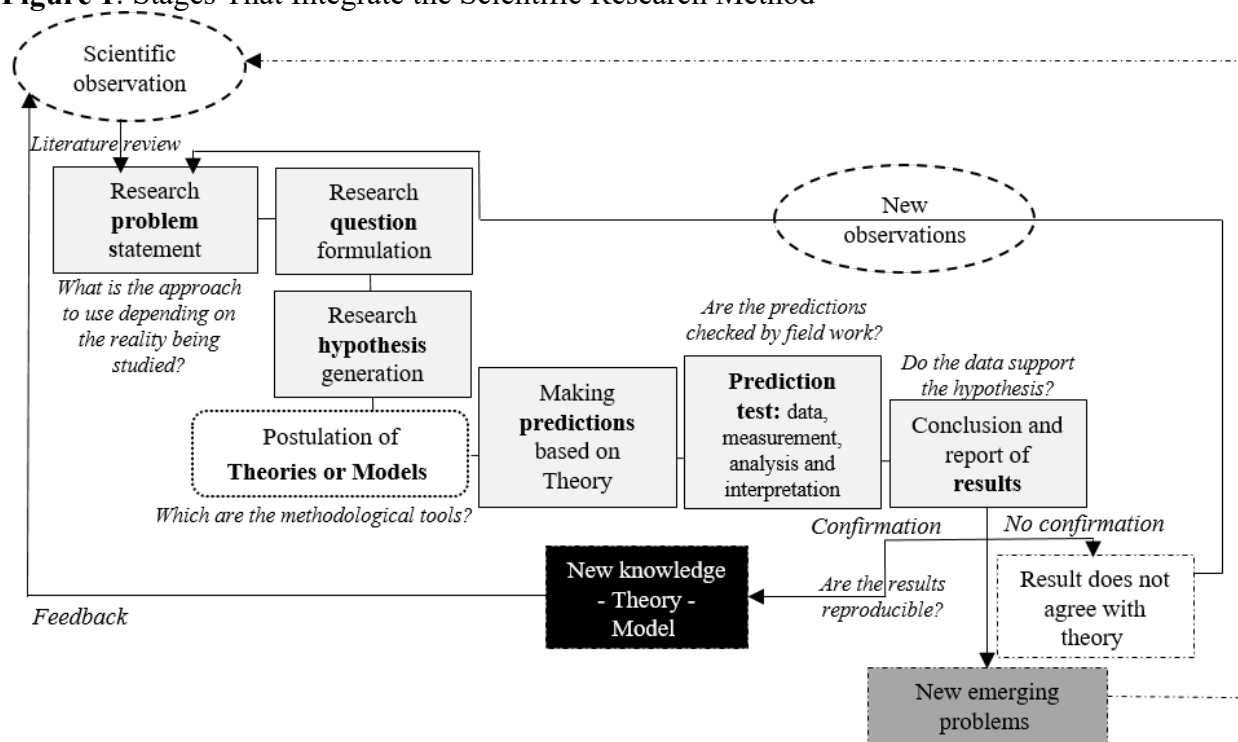 Figure 1. Stages That Integrate the Scientific Research Method
Scientific
observation
Literature review
Research
problem
statement
What is the approach
to use depending on
the reality being
studied?
Research
question
formulation
Research
hypothesis
generation
Postulation of
Theories or Models
Which are the methodological tools?
New
observations
Making
predictions
based on
Theory
Are the predictions
checked by field work?
Prediction
test: data,
measurement,
analysis and
interpretation
Do the data support
the hypothesis?
Conclusion and
report of
results
Confirmation
No confirmation
New knowledge
- Theory -
Model
Are the results
reproducible?
Result does not
agree with
theory
Feedback
New emerging
problems